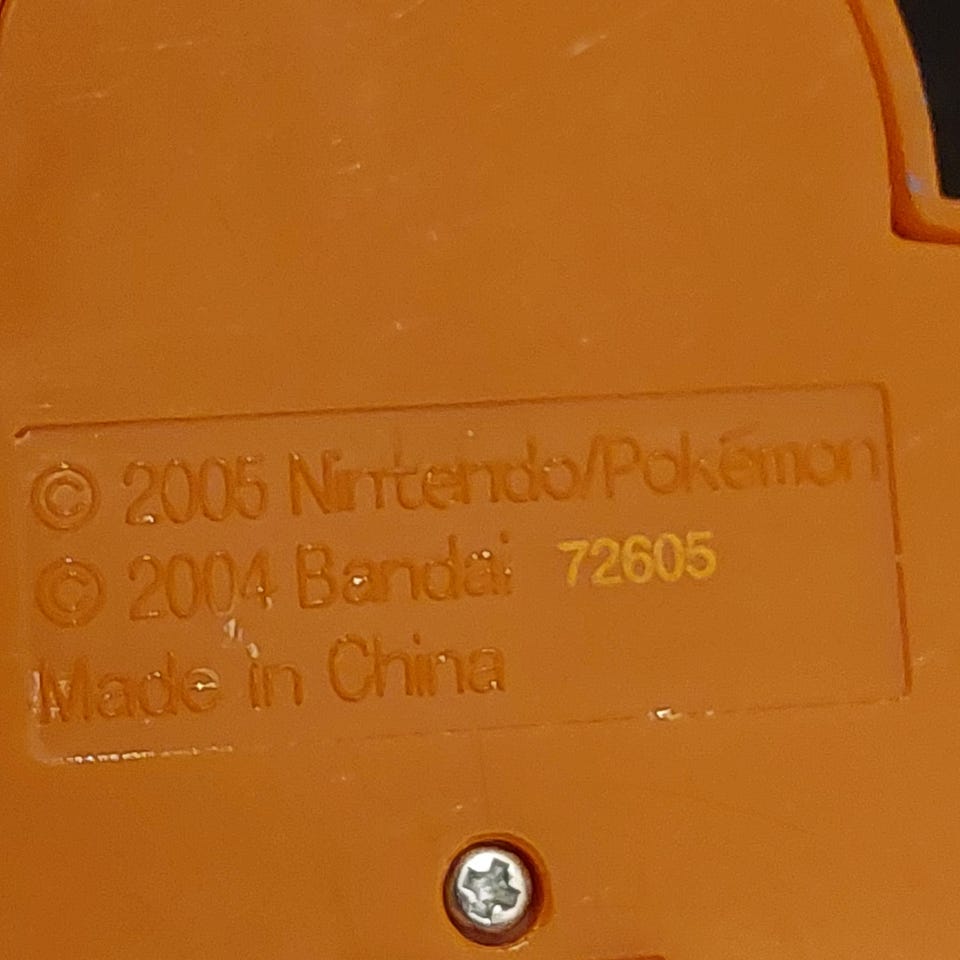 © 2005 Nintendo/Pokémon
© 2004 Bandai 72605
Made in China